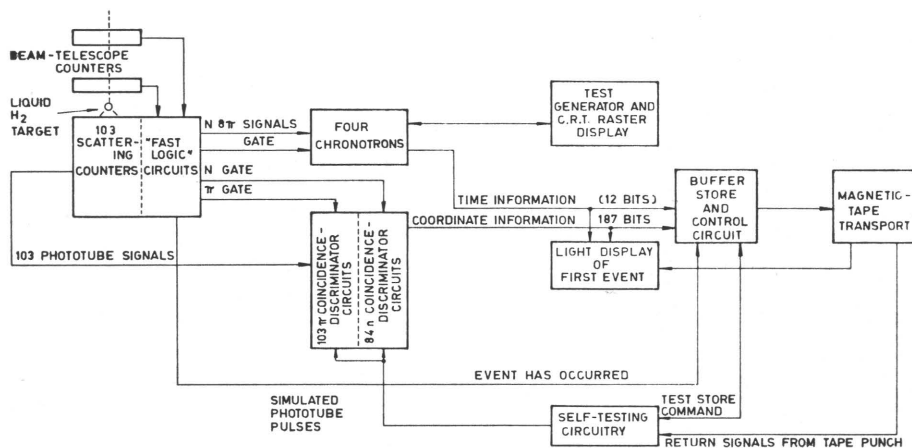 BEAM-TELESCOPE
COUNTERS
LIQUID
H2
TARGET
103
SCATTER-
ING
COUNTERS
"FAST
LOGIC"
CIRCUITS
N 8π SIGNALS
GATE
N GATE
π GATE
FOUR
CHRONOTRONS
TEST
GENERATOR AND
C.R.T. RASTER
DISPLAY
TIME INFORMATION (12 BITS)
COORDINATE INFORMATION 187 BITS
BUFFER
STORE
AND
CONTROL
CIRCUIT
MAGNETIC-
TAPE
TRANSPORT
LIGHT DISPLAY
OF
FIRST EVENT
103 PHOTOTUBE SIGNALS
103 π COINCIDENCE-
DISCRIMINATOR
CIRCUITS
84 n COINCIDENCE-
DISCRIMINATOR
CIRCUITS
EVENT HAS OCCURRED
SIMULATED
PHOTOTUBE
PULSES
TEST STORE
COMMAND
SELF-TESTING
CIRCUITRY
RETURN SIGNALS FROM TAPE PUNCH